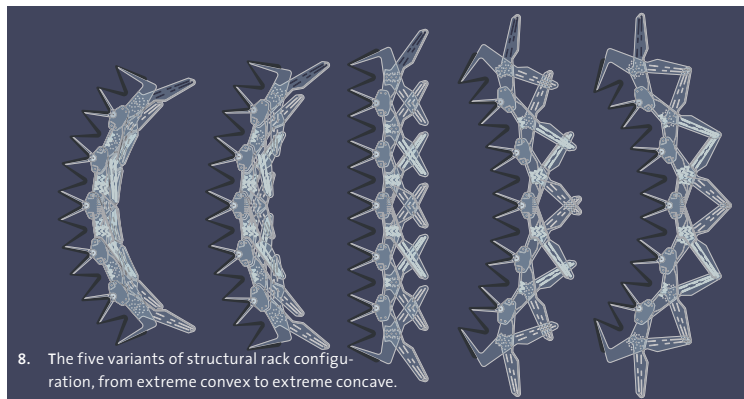 8. The five variants of structural rack configu-
ration, from extreme convex to extreme concave.